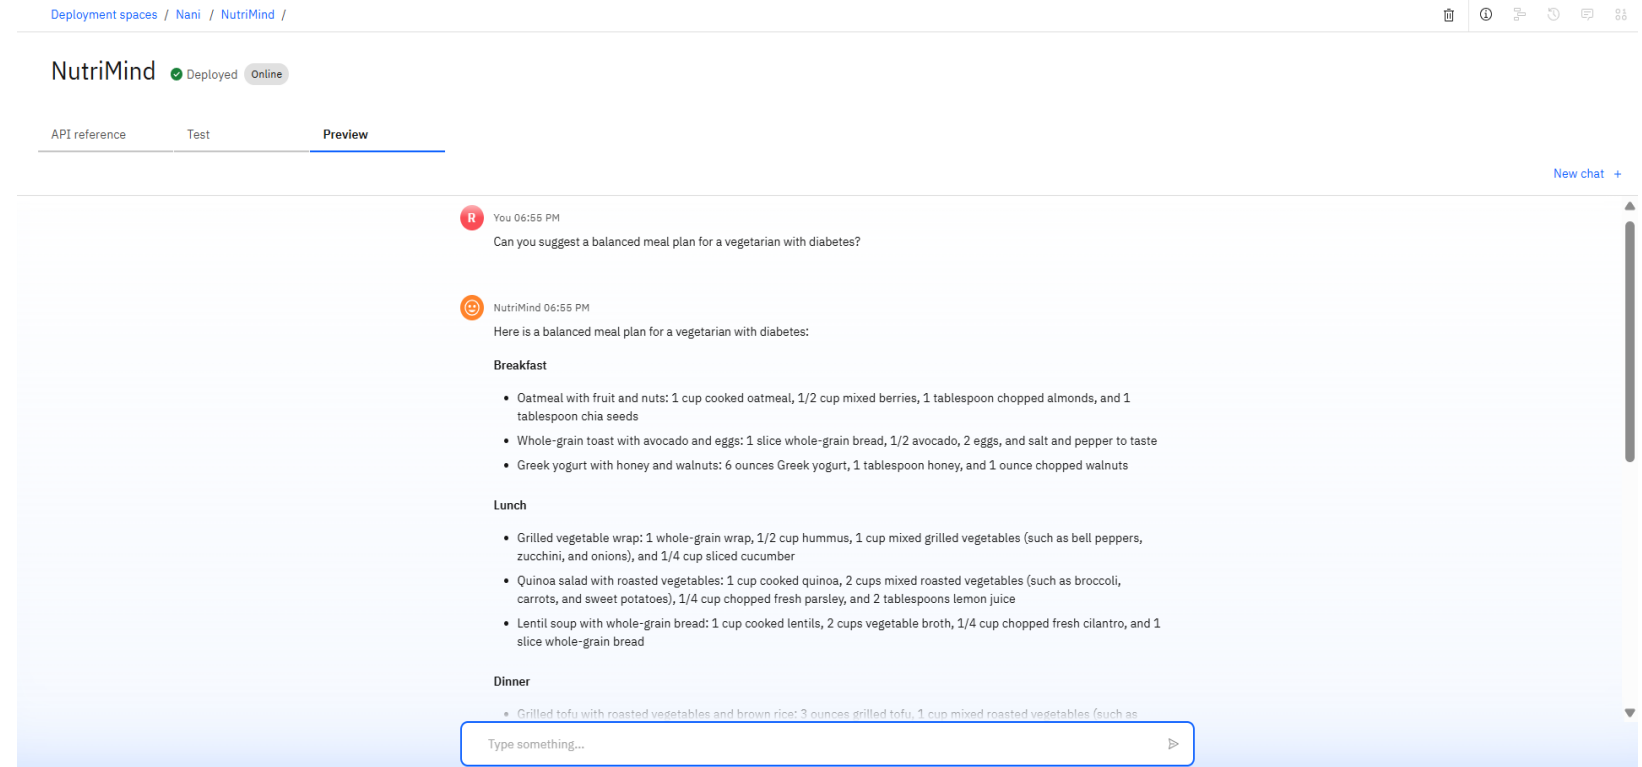 Deployment spaces / Nani / NutriMind /
NutriMind Deployed Online
API reference Test Preview
New chat +
R You 06:55 PM
Can you suggest a balanced meal plan for a vegetarian with diabetes?
NutriMind 06:55 PM
Here is a balanced meal plan for a vegetarian with diabetes:
Breakfast
• Oatmeal with fruit and nuts: 1 cup cooked oatmeal, 1/2 cup mixed berries, 1 tablespoon chopped almonds, and 1
tablespoon chia seeds
• Whole-grain toast with avocado and eggs: 1 slice whole-grain bread, 1/2 avocado, 2 eggs, and salt and pepper to taste
• Greek yogurt with honey and walnuts: 6 ounces Greek yogurt, 1 tablespoon honey, and 1 ounce chopped walnuts
Lunch
• Grilled vegetable wrap: 1 whole-grain wrap, 1/2 cup hummus, 1 cup mixed grilled vegetables (such as bell peppers,
zucchini, and onions), and 1/4 cup sliced cucumber
• Quinoa salad with roasted vegetables: 1 cup cooked quinoa, 2 cups mixed roasted vegetables (such as broccoli,
carrots, and sweet potatoes), 1/4 cup chopped fresh parsley, and 2 tablespoons lemon juice
• Lentil soup with whole-grain bread: 1 cup cooked lentils, 2 cups vegetable broth, 1/4 cup chopped fresh cilantro, and 1
slice whole-grain bread
Dinner
• Grilled tofu with roasted vegetables and brown rice: 3 ounces grilled tofu, 1 cup mixed roasted vegetables (such as
Type something...